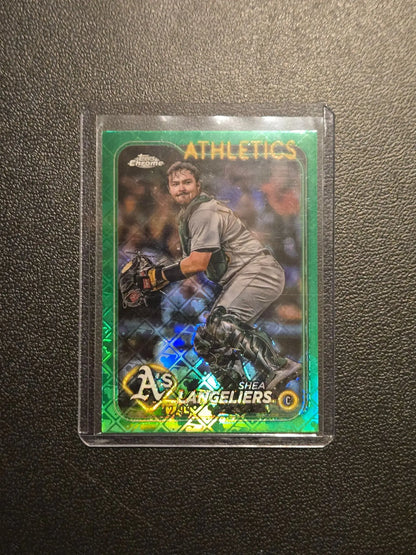 Topps
Chrome
ATHLETICS
A's
SHEA
LANGELIERS
C